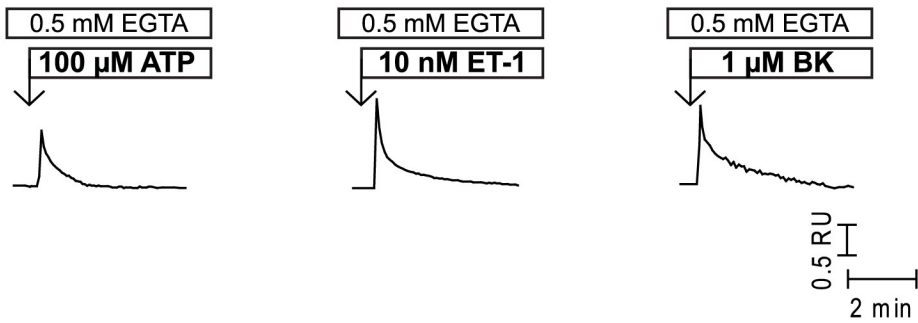 0.5 mM EGTA
100 µM ATP
0.5 mM EGTA
10 nM ET-1
0.5 mM EGTA
1 µM BK
0.5 RU
2 min